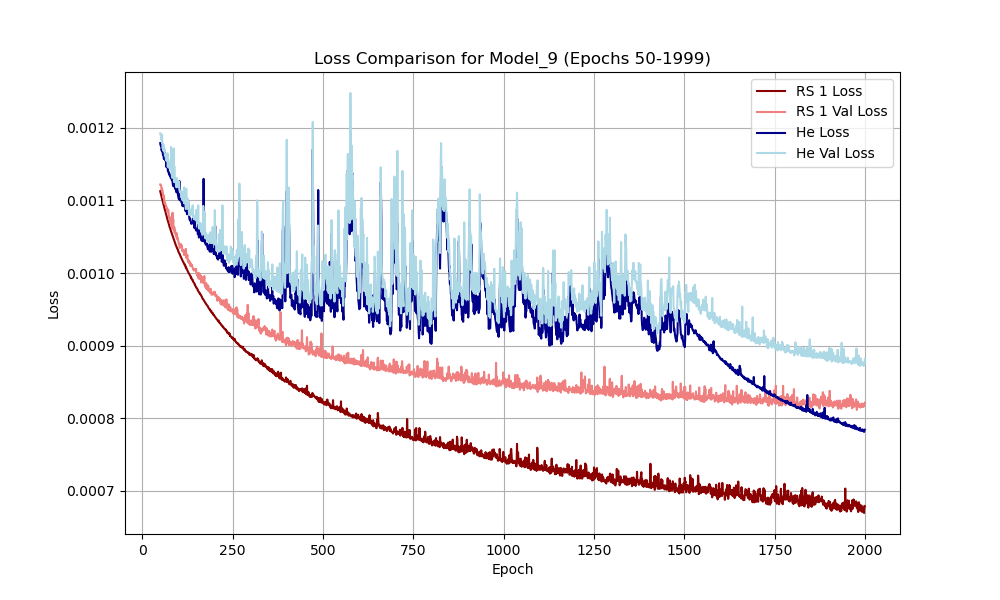 Loss Comparison for Model_9 (Epochs 50-1999)
RS 1 Loss
RS 1 Val Loss
He Loss
He Val Loss
Loss
0.0012
0.0011
0.0010
0.0009
0.0008
0.0007
0 250 500 750 1000 1250 1500 1750 2000
Epoch